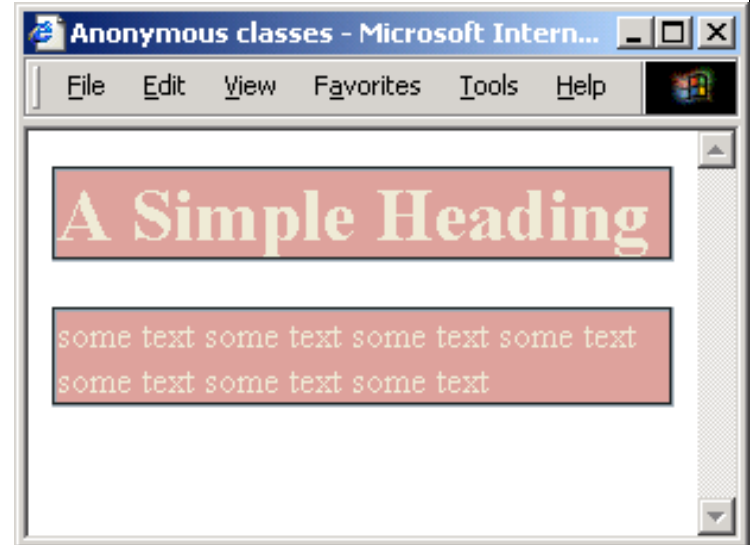 Anonymous classes - Microsoft Intern...
File Edit View Favorites Tools Help
A Simple Heading
some text some text some text some text
some text some text some text